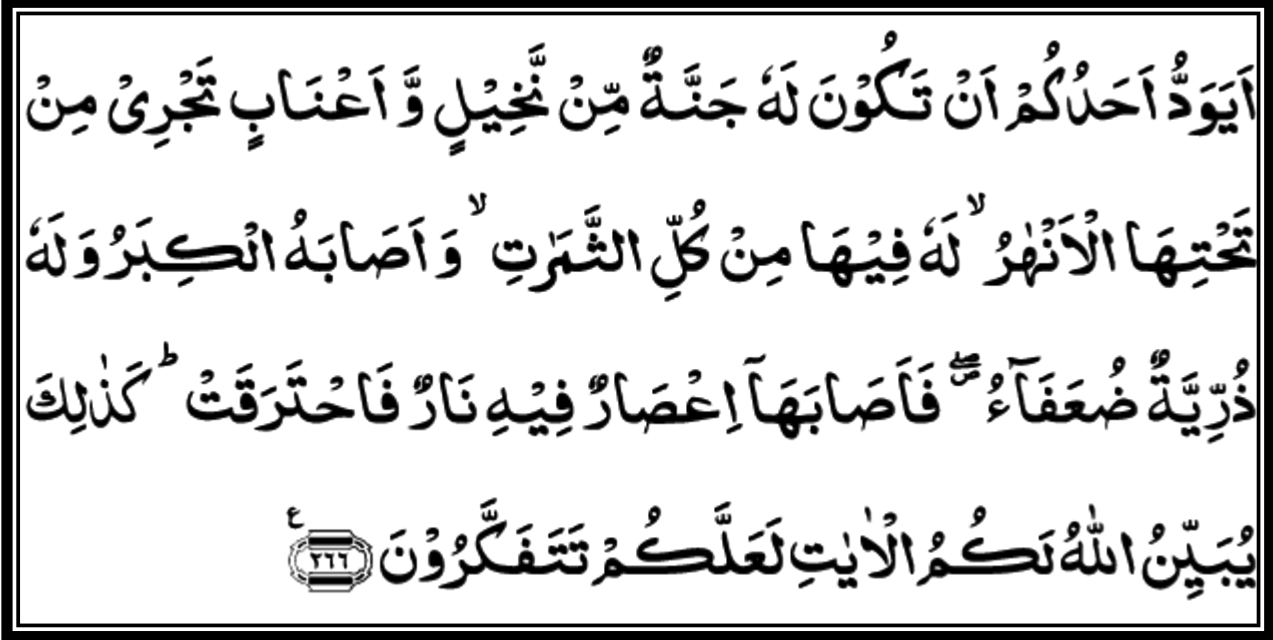 اَیَوَدُّ اَحَدُكُمْ اَنْ تَكُوْنَ لَهٗ جَنَّةٌ مِّنْ نَّخِیْلٍ وَّ اَعْنَابٍ تَجْرِیْ مِنْ
تَحْتِهَا الْاَنْهٰرُ ۙ لَهٗ فِیْهَا مِنْ كُلِّ الثَّمَرٰتِ ۙ وَ اَصَابَهُ الْكِبَرُ وَ لَهٗ
ذُرِّیَّةٌ ضُعَفَآءُ ۖۚ فَاَصَابَهَاۤ اِعْصَارٌ فِیْهِ نَارٌ فَاحْتَرَقَتْ ؕ كَذٰلِكَ
یُبَیِّنُ اللّٰهُ لَكُمُ الْاٰیٰتِ لَعَلَّكُمْ تَتَفَكَّرُوْنَ ۟ع ٢٦٦